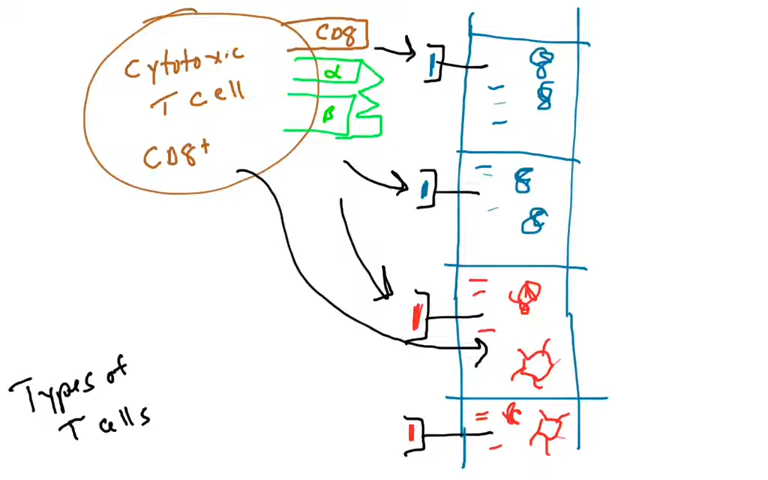 CD8
Cytotoxic
T cell
α
β
CD8+
Types of
T cells